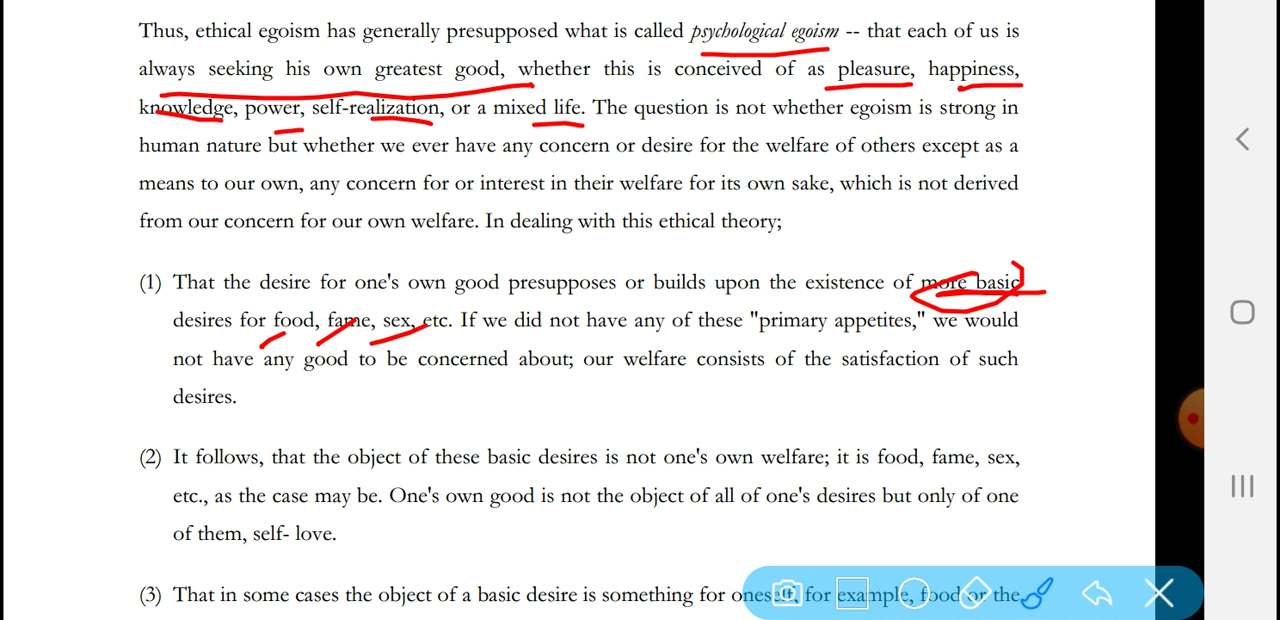 Thus, ethical egoism has generally presupposed what is called psychological egoism -- that each of us is
always seeking his own greatest good, whether this is conceived of as pleasure, happiness,
knowledge, power, self-realization, or a mixed life. The question is not whether egoism is strong in
human nature but whether we ever have any concern or desire for the welfare of others except as a
means to our own, any concern for or interest in their welfare for its own sake, which is not derived
from our concern for our own welfare. In dealing with this ethical theory;
(1) That the desire for one's own good presupposes or builds upon the existence of more basic
desires for food, fame, sex, etc. If we did not have any of these "primary appetites," we would
not have any good to be concerned about; our welfare consists of the satisfaction of such
desires.
(2) It follows, that the object of these basic desires is not one's own welfare; it is food, fame, sex,
etc., as the case may be. One's own good is not the object of all of one's desires but only of one
of them, self- love.
(3) That in some cases the object of a basic desire is something for oneself, for example, food or the